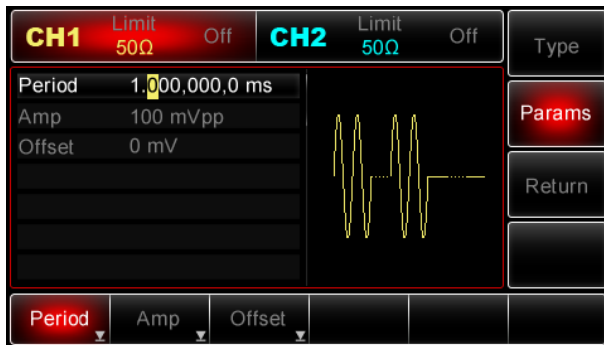 CH1 Limit 50Ω Off CH2 Limit 50Ω Off
Type
Period 1.000,000,0 ms
Amp 100 mVpp
Offset 0 mV
Params
Return
Period Amp Offset